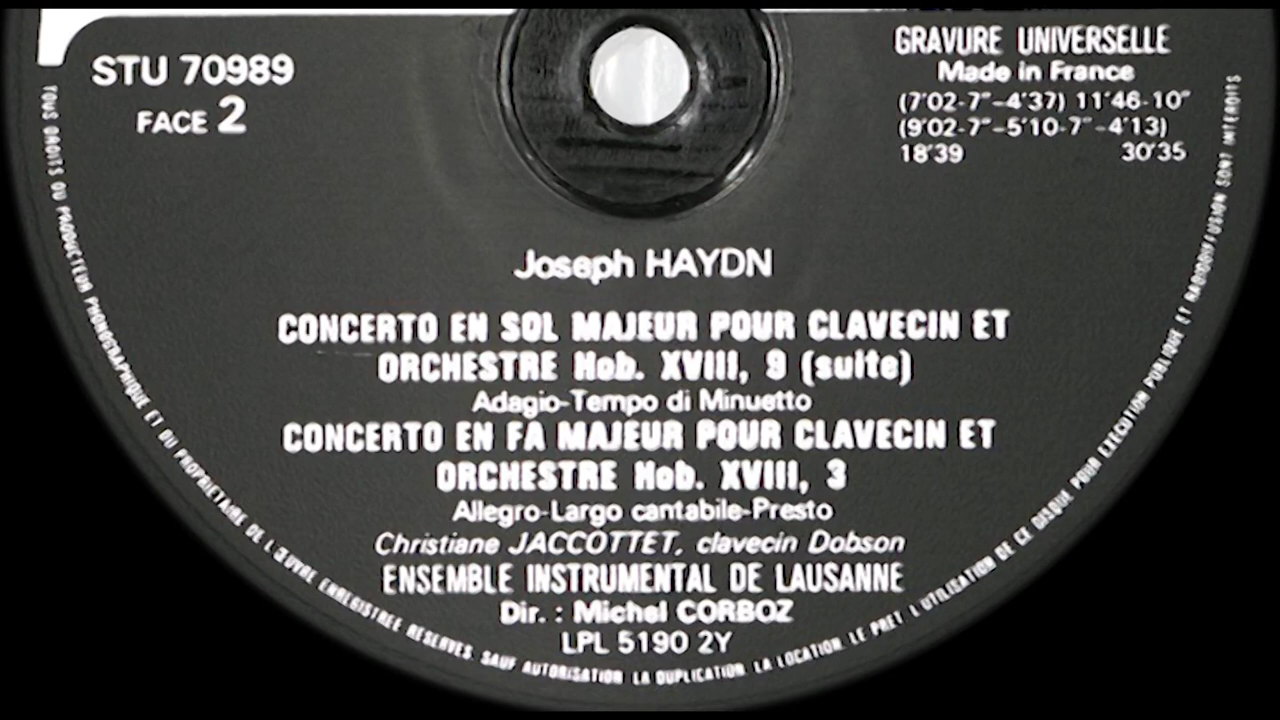 STU 70989
FACE 2
GRAVURE UNIVERSELLE
Made in France
(7'02-7"-4'37) 11'46-10"
(9'02-7"-5'10-7"-4'13)
18'39 30'35
Joseph HAYDN
CONCERTO EN SOL MAJEUR POUR CLAVECIN ET
ORCHESTRE Hob. XVIII, 9 (suite)
Adagio-Tempo di Minuetto
CONCERTO EN FA MAJEUR POUR CLAVECIN ET
ORCHESTRE Hob. XVIII, 3
Allegro-Largo cantabile-Presto
Christiane JACCOTTET, clavecin Dobson
ENSEMBLE INSTRUMENTAL DE LAUSANNE
Dir. : Michel CORBOZ
LPL 5190 2Y
TOUS DROITS DU PRODUCTEUR PHONOGRAPHIQUE ET DU PROPRIETAIRE DE L'ŒUVRE ENREGISTREE RESERVES. SAUF AUTORISATION LA DUPLICATION. LA LOCATION. LE PRET L'UTILISATION DE CE DISQUE POUR EXECUTION PUBLIQUE ET RADIODIFFUSION SONT INTERDITS